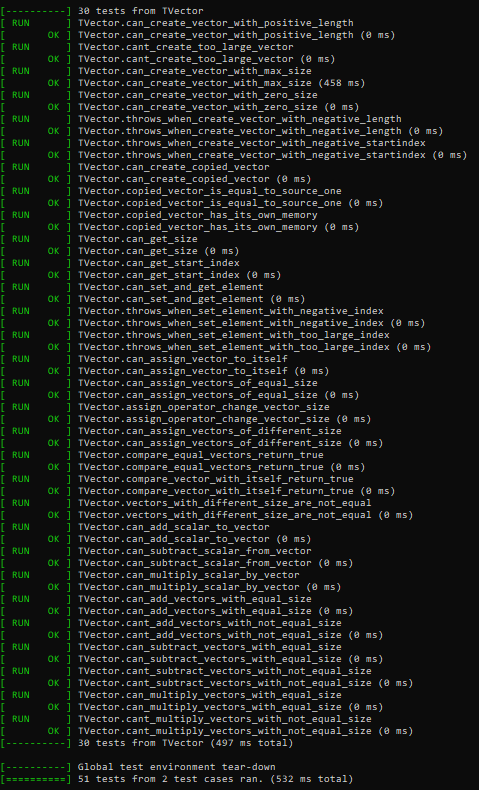 [----------] 30 tests from TVector
[ RUN      ] TVector.can_create_vector_with_positive_length
[       OK ] TVector.can_create_vector_with_positive_length (0 ms)
[ RUN      ] TVector.cant_create_too_large_vector
[       OK ] TVector.cant_create_too_large_vector (0 ms)
[ RUN      ] TVector.can_create_vector_with_max_size
[       OK ] TVector.can_create_vector_with_max_size (458 ms)
[ RUN      ] TVector.can_create_vector_with_zero_size
[       OK ] TVector.can_create_vector_with_zero_size (0 ms)
[ RUN      ] TVector.throws_when_create_vector_with_negative_length
[       OK ] TVector.throws_when_create_vector_with_negative_length (0 ms)
[ RUN      ] TVector.throws_when_create_vector_with_negative_startindex
[       OK ] TVector.throws_when_create_vector_with_negative_startindex (0 ms)
[ RUN      ] TVector.can_create_copied_vector
[       OK ] TVector.can_create_copied_vector (0 ms)
[ RUN      ] TVector.copied_vector_is_equal_to_source_one
[       OK ] TVector.copied_vector_is_equal_to_source_one (0 ms)
[ RUN      ] TVector.copied_vector_has_its_own_memory
[       OK ] TVector.copied_vector_has_its_own_memory (0 ms)
[ RUN      ] TVector.can_get_size
[       OK ] TVector.can_get_size (0 ms)
[ RUN      ] TVector.can_get_start_index
[       OK ] TVector.can_get_start_index (0 ms)
[ RUN      ] TVector.can_set_and_get_element
[       OK ] TVector.can_set_and_get_element (0 ms)
[ RUN      ] TVector.throws_when_set_element_with_negative_index
[       OK ] TVector.throws_when_set_element_with_negative_index (0 ms)
[ RUN      ] TVector.throws_when_set_element_with_too_large_index
[       OK ] TVector.throws_when_set_element_with_too_large_index (0 ms)
[ RUN      ] TVector.can_assign_vector_to_itself
[       OK ] TVector.can_assign_vector_to_itself (0 ms)
[ RUN      ] TVector.can_assign_vectors_of_equal_size
[       OK ] TVector.can_assign_vectors_of_equal_size (0 ms)
[ RUN      ] TVector.assign_operator_change_vector_size
[       OK ] TVector.assign_operator_change_vector_size (0 ms)
[ RUN      ] TVector.can_assign_vectors_of_different_size
[       OK ] TVector.can_assign_vectors_of_different_size (0 ms)
[ RUN      ] TVector.compare_equal_vectors_return_true
[       OK ] TVector.compare_equal_vectors_return_true (0 ms)
[ RUN      ] TVector.compare_vector_with_itself_return_true
[       OK ] TVector.compare_vector_with_itself_return_true (0 ms)
[ RUN      ] TVector.vectors_with_different_size_are_not_equal
[       OK ] TVector.vectors_with_different_size_are_not_equal (0 ms)
[ RUN      ] TVector.can_add_scalar_to_vector
[       OK ] TVector.can_add_scalar_to_vector (0 ms)
[ RUN      ] TVector.can_subtract_scalar_from_vector
[       OK ] TVector.can_subtract_scalar_from_vector (0 ms)
[ RUN      ] TVector.can_multiply_scalar_by_vector
[       OK ] TVector.can_multiply_scalar_by_vector (0 ms)
[ RUN      ] TVector.can_add_vectors_with_equal_size
[       OK ] TVector.can_add_vectors_with_equal_size (0 ms)
[ RUN      ] TVector.cant_add_vectors_with_not_equal_size
[       OK ] TVector.cant_add_vectors_with_not_equal_size (0 ms)
[ RUN      ] TVector.can_subtract_vectors_with_equal_size
[       OK ] TVector.can_subtract_vectors_with_equal_size (0 ms)
[ RUN      ] TVector.cant_subtract_vectors_with_not_equal_size
[       OK ] TVector.cant_subtract_vectors_with_not_equal_size (0 ms)
[ RUN      ] TVector.can_multiply_vectors_with_equal_size
[       OK ] TVector.can_multiply_vectors_with_equal_size (0 ms)
[ RUN      ] TVector.cant_multiply_vectors_with_not_equal_size
[       OK ] TVector.cant_multiply_vectors_with_not_equal_size (0 ms)
[----------] 30 tests from TVector (497 ms total)
[----------] Global test environment tear-down
[==========] 51 tests from 2 test cases ran. (532 ms total)